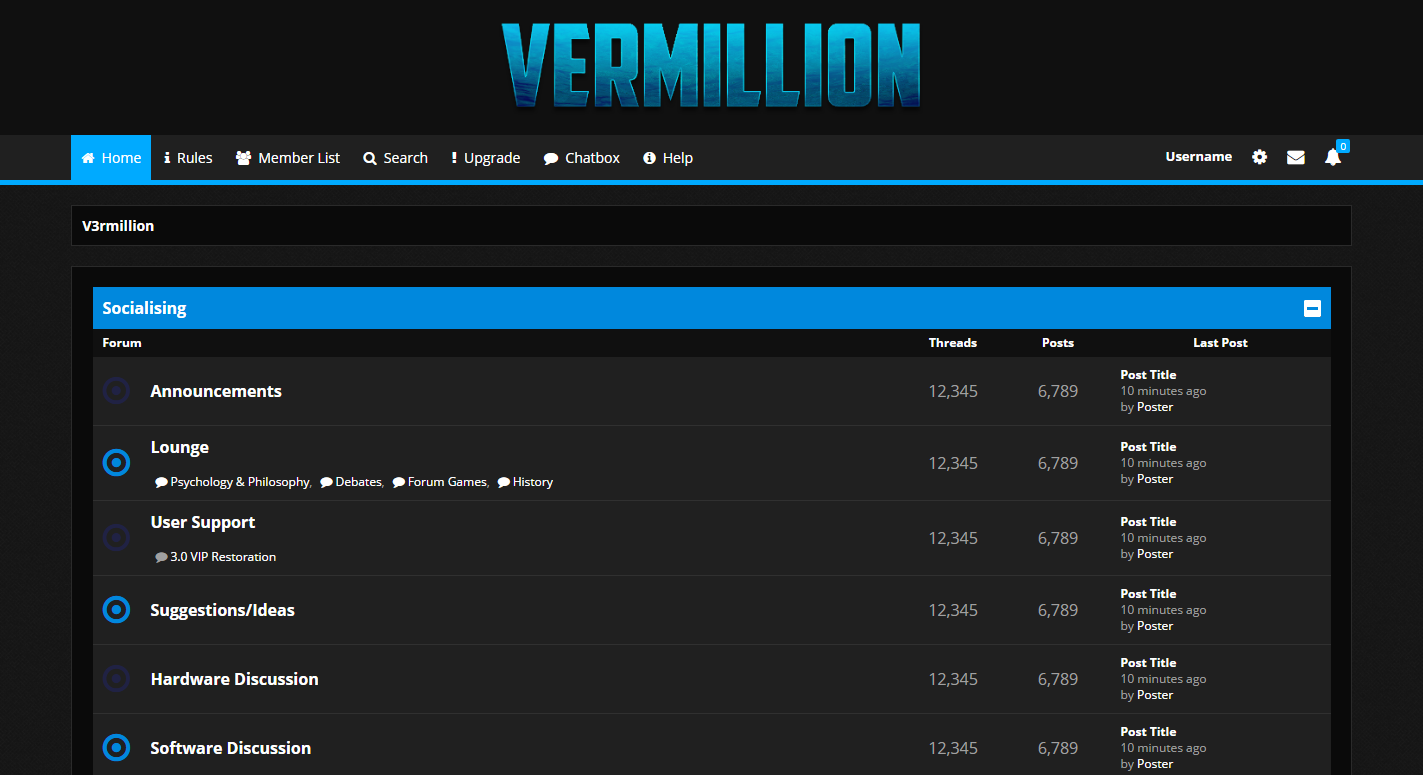 VERMILLION
Home Rules Member List Search Upgrade Chatbox Help Username 0
V3rmillion
Socialising
Forum Threads Posts Last Post
Announcements 12,345 6,789 Post Title
10 minutes ago
by Poster
Lounge 12,345 6,789 Post Title
10 minutes ago
Psychology & Philosophy, Debates, Forum Games, History by Poster
User Support 12,345 6,789 Post Title
10 minutes ago
3.0 VIP Restoration by Poster
Suggestions/Ideas 12,345 6,789 Post Title
10 minutes ago
by Poster
Hardware Discussion 12,345 6,789 Post Title
10 minutes ago
by Poster
Software Discussion 12,345 6,789 Post Title
10 minutes ago
by Poster